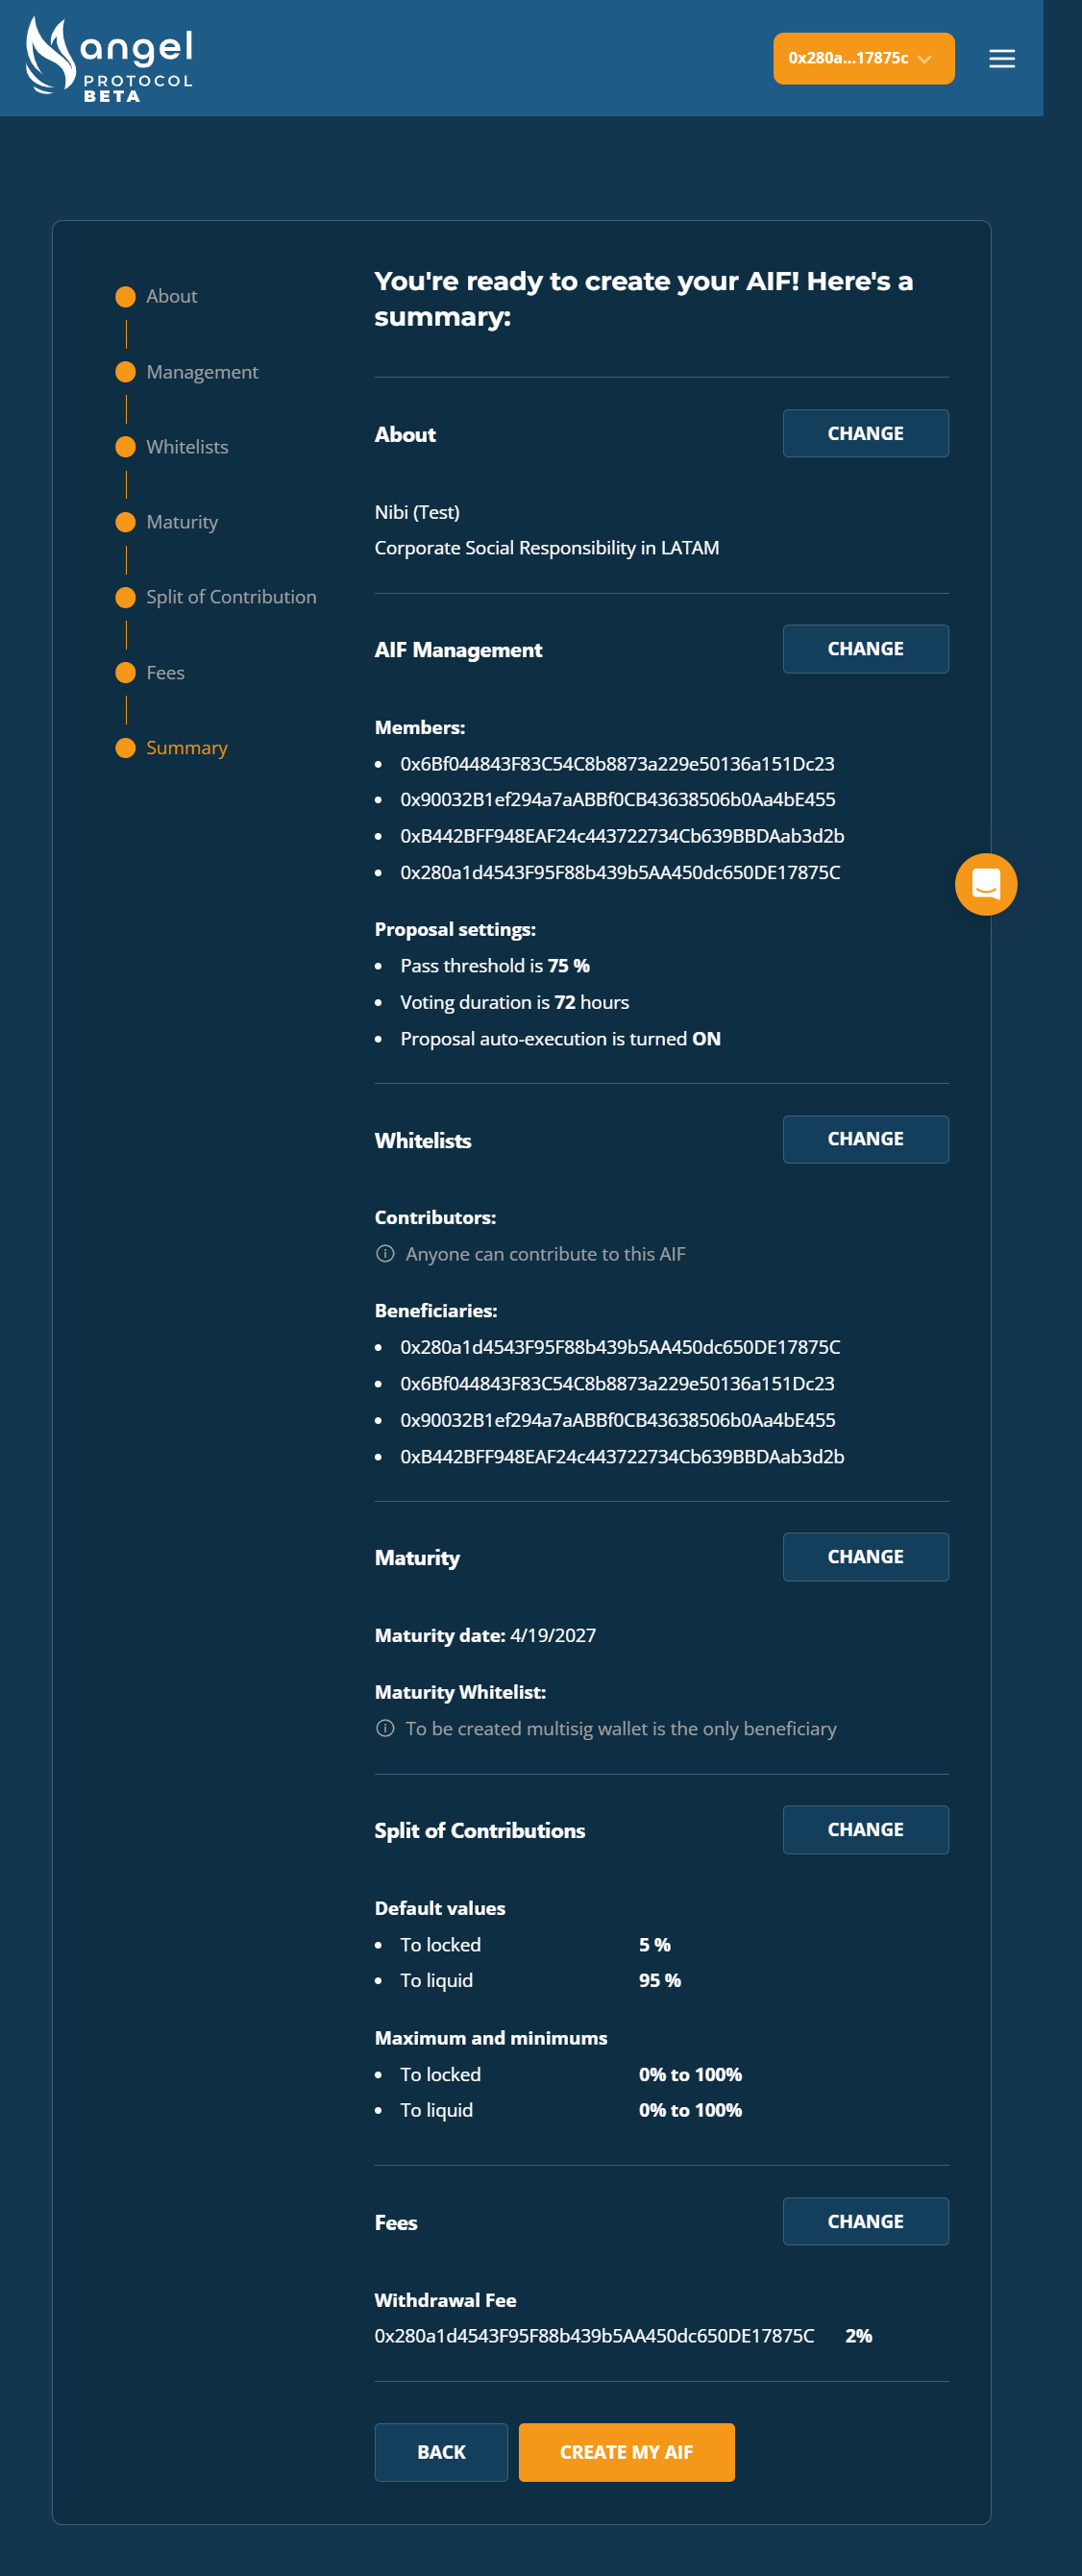 angel
PROTOCOL
BETA
0x280a...17875c
You're ready to create your AIF! Here's a
summary:
About
Management
Whitelists
Maturity
Split of Contribution
Fees
Summary
About
CHANGE
Nibi (Test)
Corporate Social Responsibility in LATAM
AIF Management
CHANGE
Members:
0x6Bf044843F83C54C8b8873a229e50136a151Dc23
0x90032B1ef294a7aABBf0CB43638506b0Aa4bE455
0xB442BFF948EAF24c443722734Cb639BBDAab3d2b
0x280a1d4543F95F88b439b5AA450dc650DE17875C
Proposal settings:
Pass threshold is 75 %
Voting duration is 72 hours
Proposal auto-execution is turned ON
Whitelists
CHANGE
Contributors:
Anyone can contribute to this AIF
Beneficiaries:
0x280a1d4543F95F88b439b5AA450dc650DE17875C
0x6Bf044843F83C54C8b8873a229e50136a151Dc23
0x90032B1ef294a7aABBf0CB43638506b0Aa4bE455
0xB442BFF948EAF24c443722734Cb639BBDAab3d2b
Maturity
CHANGE
Maturity date: 4/19/2027
Maturity Whitelist:
To be created multisig wallet is the only beneficiary
Split of Contributions
CHANGE
Default values
To locked 5 %
To liquid 95 %
Maximum and minimums
To locked 0% to 100%
To liquid 0% to 100%
Fees
CHANGE
Withdrawal Fee
0x280a1d4543F95F88b439b5AA450dc650DE17875C 2%
BACK
CREATE MY AIF